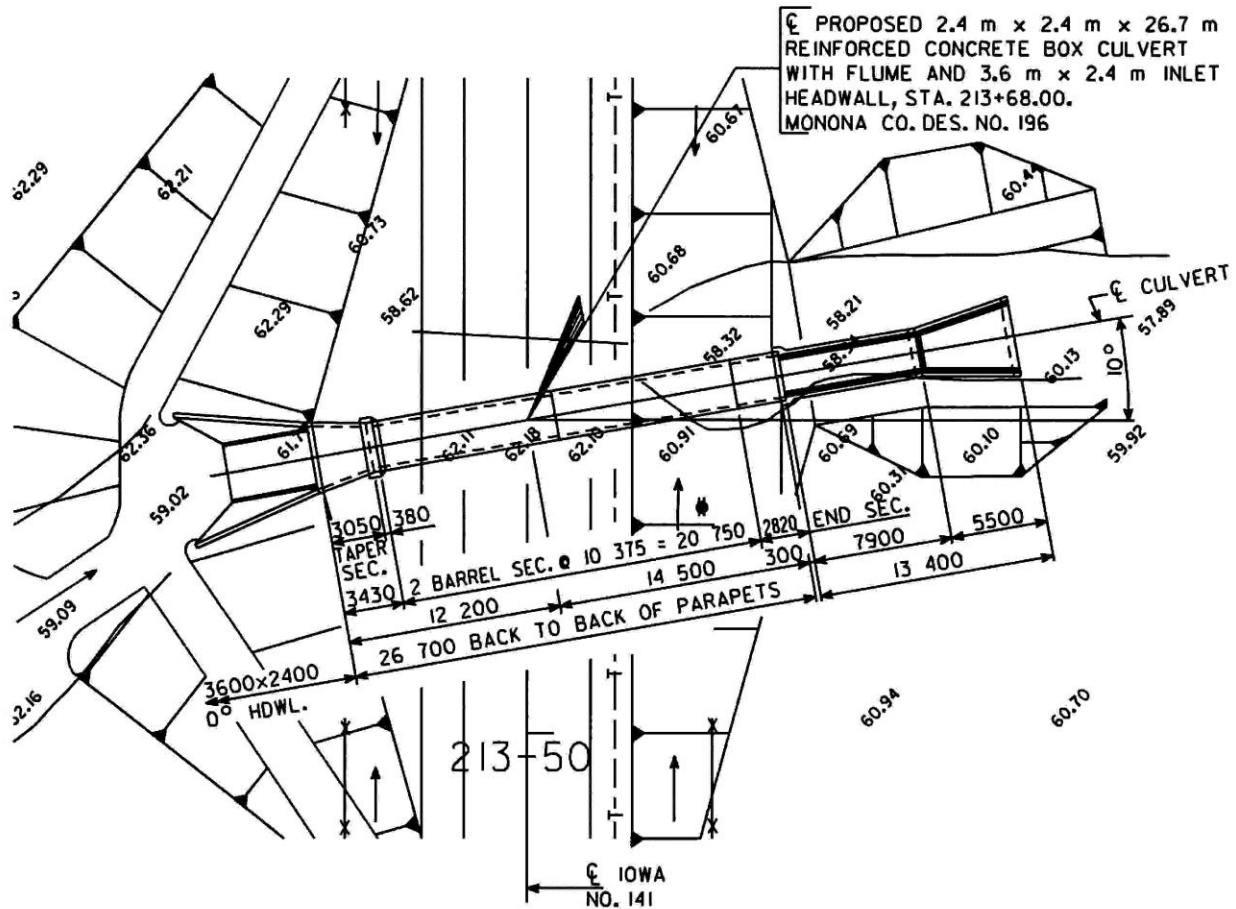 ℄ PROPOSED 2.4 m x 2.4 m x 26.7 m
REINFORCED CONCRETE BOX CULVERT
WITH FLUME AND 3.6 m x 2.4 m INLET
HEADWALL, STA. 213+68.00.
MONONA CO. DES. NO. 196
62.29
62.21
60.73
62.29
58.62
60.67
60.68
60.44
58.21
58.32
℄ CULVERT
57.89
10°
60.13
62.36
59.02
62.11
62.18
62.10
60.91
60.69
60.31
60.10
59.92
3050
380
TAPER
SEC.
3430
2 BARREL SEC. @ 10 375 = 20 750
2820
END SEC.
7900
5500
12 200
14 500
300
13 400
26 700 BACK TO BACK OF PARAPETS
3600x2400
0° HDWL.
59.09
60.94
60.70
213+50
℄ IOWA
NO. 141